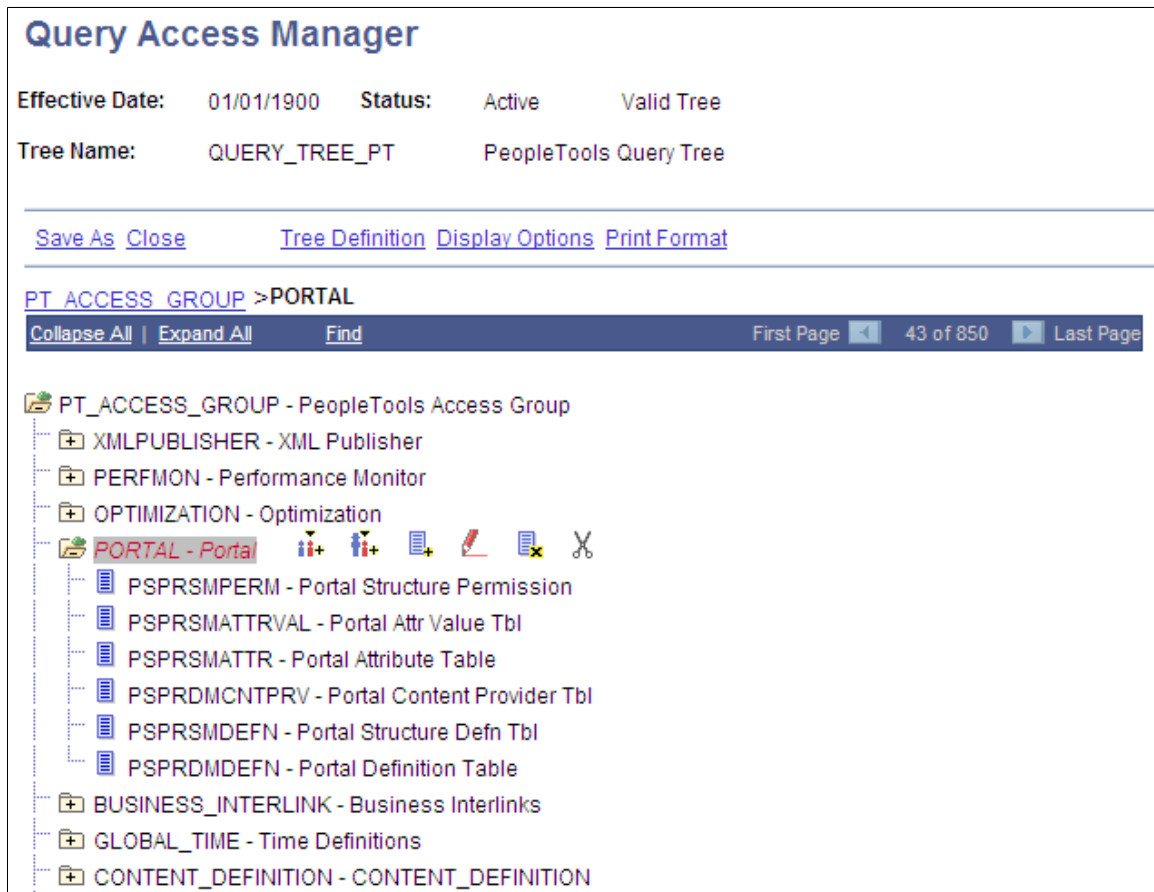 Query Access Manager
Effective Date: 01/01/1900 Status: Active Valid Tree
Tree Name: QUERY_TREE_PT PeopleTools Query Tree
Save As Close Tree Definition Display Options Print Format
PT_ACCESS_GROUP >PORTAL
Collapse All | Expand All Find First Page 43 of 850 Last Page
PT_ACCESS_GROUP - PeopleTools Access Group
XMLPUBLISHER - XML Publisher
PERFMON - Performance Monitor
OPTIMIZATION - Optimization
PORTAL - Portal
PSPRSMPERM - Portal Structure Permission
PSPRSMATTRVAL - Portal Attr Value Tbl
PSPRSMATTR - Portal Attribute Table
PSPRDMCNTPRV - Portal Content Provider Tbl
PSPRSMDEFN - Portal Structure Defn Tbl
PSPRDMDEFN - Portal Definition Table
BUSINESS_INTERLINK - Business Interlinks
GLOBAL_TIME - Time Definitions
CONTENT_DEFINITION - CONTENT_DEFINITION